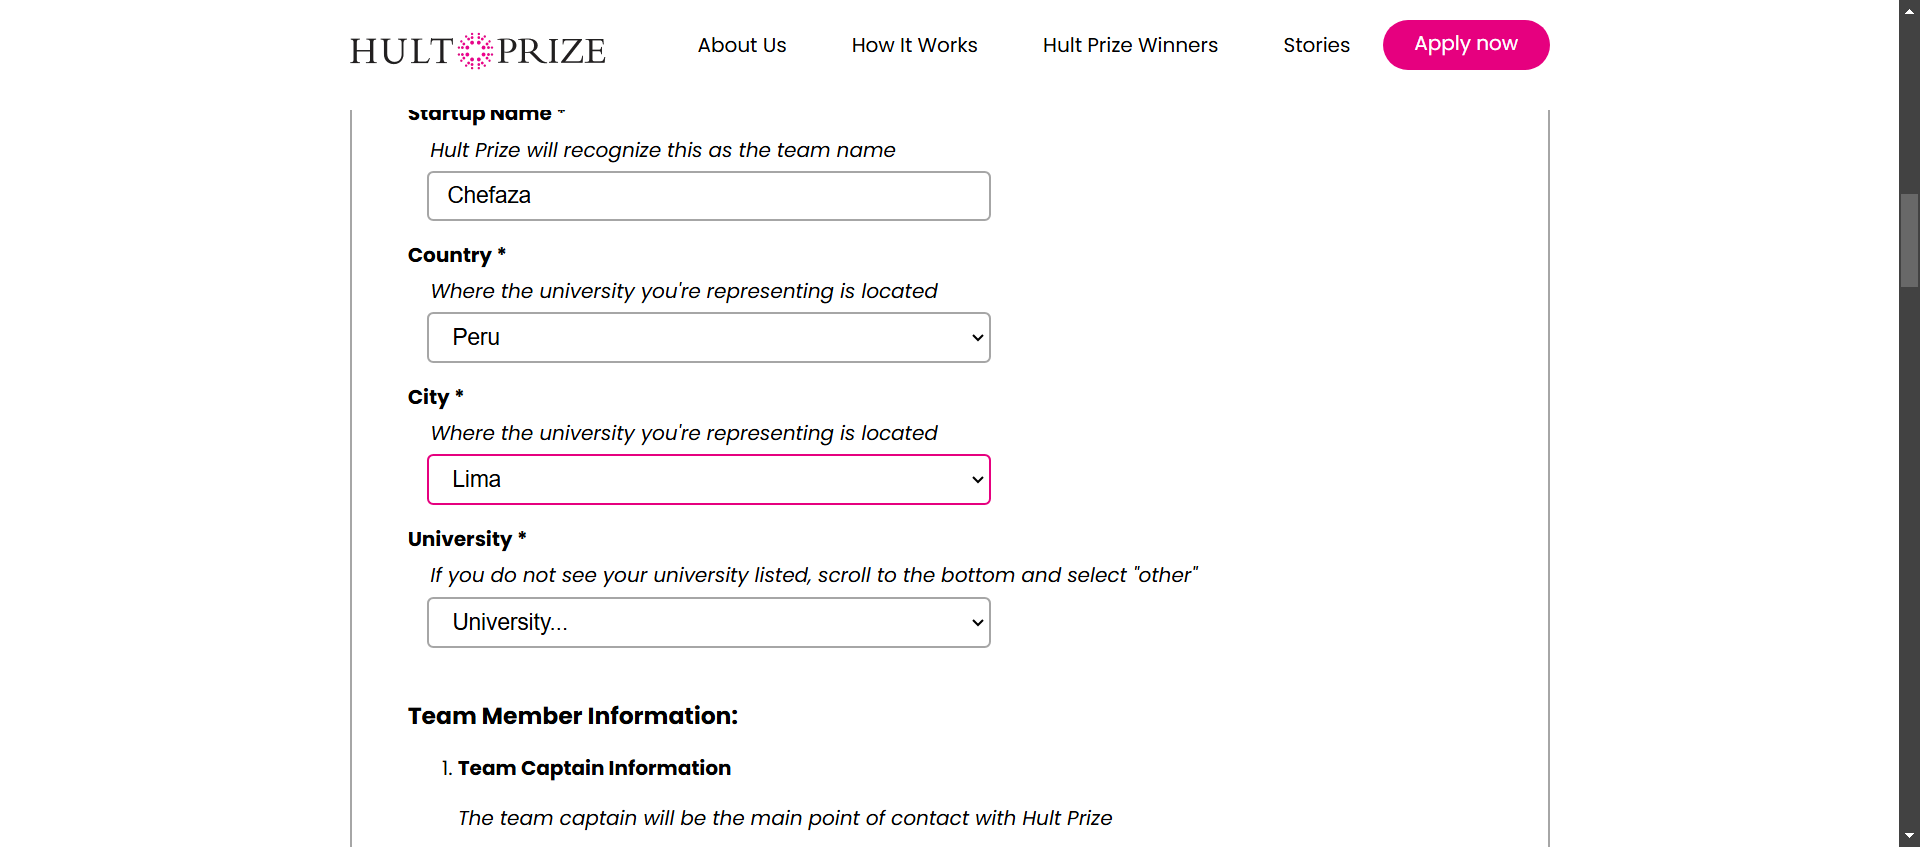 HULT PRIZE
About Us
How It Works
Hult Prize Winners
Stories
Apply now
Startup Name *
Hult Prize will recognize this as the team name
Chefaza
Country *
Where the university you're representing is located
Peru
City *
Where the university you're representing is located
Lima
University *
If you do not see your university listed, scroll to the bottom and select "other"
University...
Team Member Information:
1. Team Captain Information
The team captain will be the main point of contact with Hult Prize